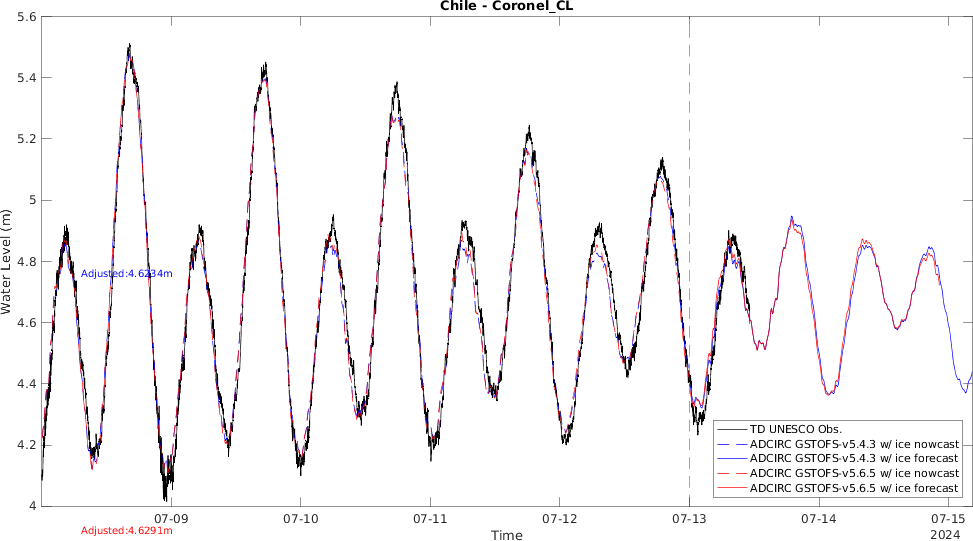 Chile - Coronel_CL
5.6
5.4
5.2
5
4.8
4.6
4.4
4.2
4
Water Level (m)
Adjusted:4.6234m
TD UNESCO Obs.
ADCIRC GSTOFS-v5.4.3 w/ ice nowcast
ADCIRC GSTOFS-v5.4.3 w/ ice forecast
ADCIRC GSTOFS-v5.6.5 w/ ice nowcast
ADCIRC GSTOFS-v5.6.5 w/ ice forecast
07-09 07-10 07-11 07-12 07-13 07-14 07-15
Adjusted:4.6291m
Time
2024